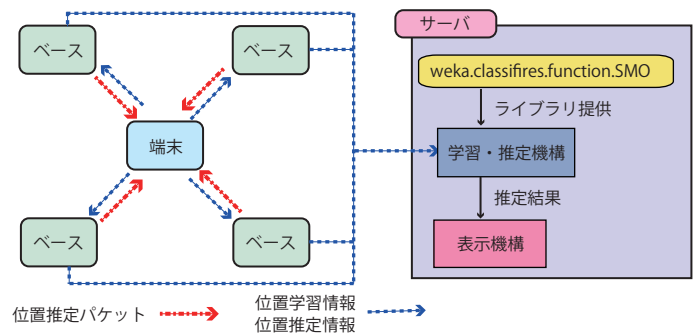 ベース
ベース
端末
ベース
ベース
サーバ
weka.classifires.function.SMO
ライブラリ提供
学習・推定機構
推定結果
表示機構
位置推定パケット
位置学習情報
位置推定情報